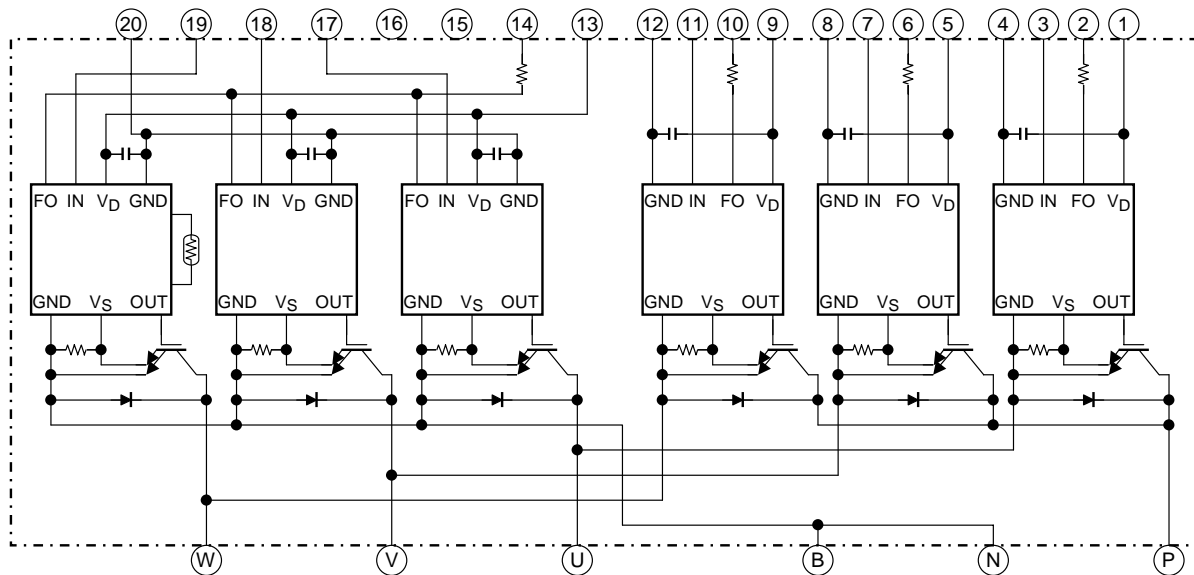 20 19 18 17 16 15 14 13 12 11 10 9 8 7 6 5 4 3 2 1
FO IN VD GND FO IN VD GND FO IN VD GND GND IN FO VD GND IN FO VD GND IN FO VD
GND VS OUT GND VS OUT GND VS OUT GND VS OUT GND VS OUT GND VS OUT
W V U B N P